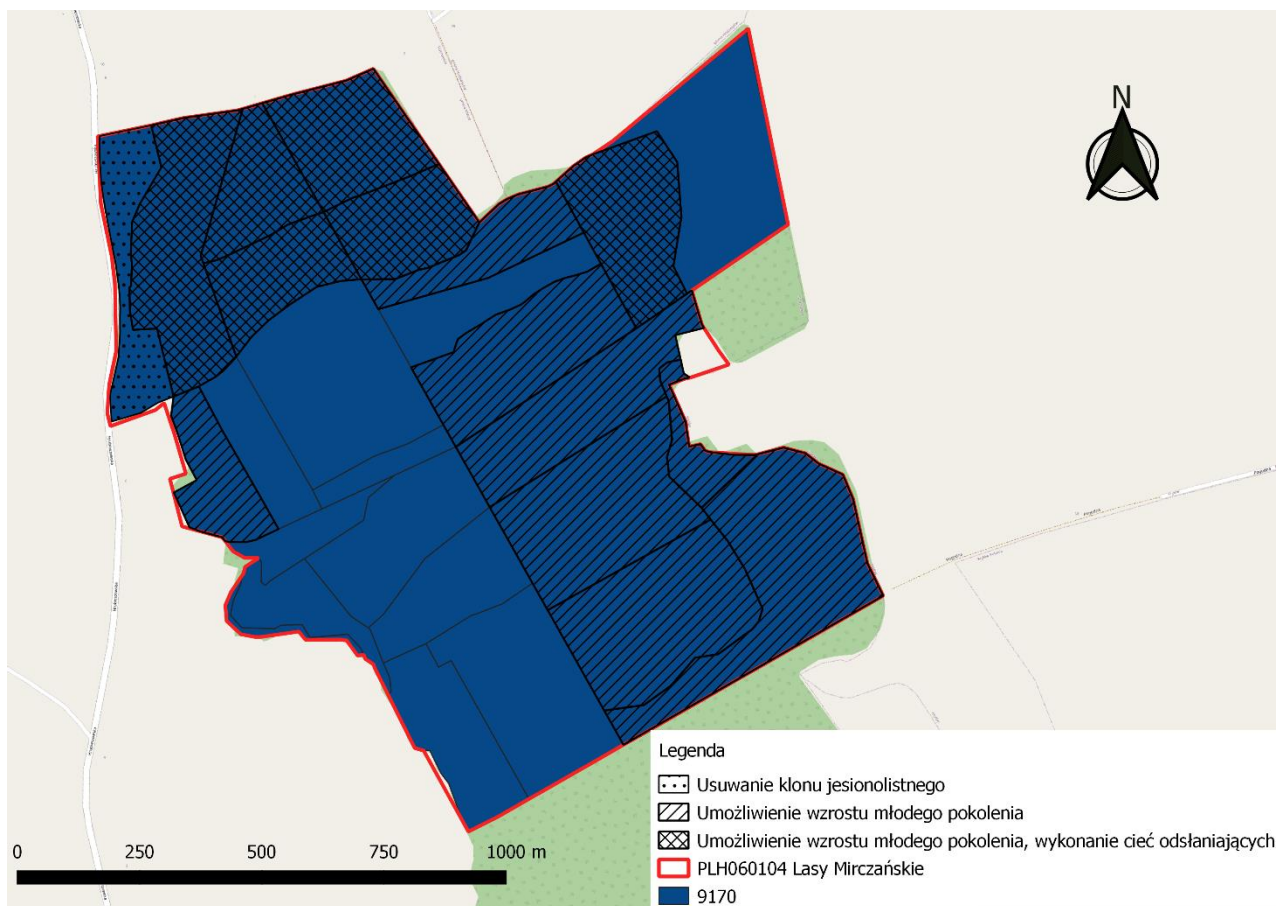 N
Legenda
Usuwanie klonu jesionolistnego
Umożliwienie wzrostu młodego pokolenia
Umożliwienie wzrostu młodego pokolenia, wykonanie cieć odsłaniających
PLH060104 Lasy Mirczańskie
9170
0 250 500 750 1000 m